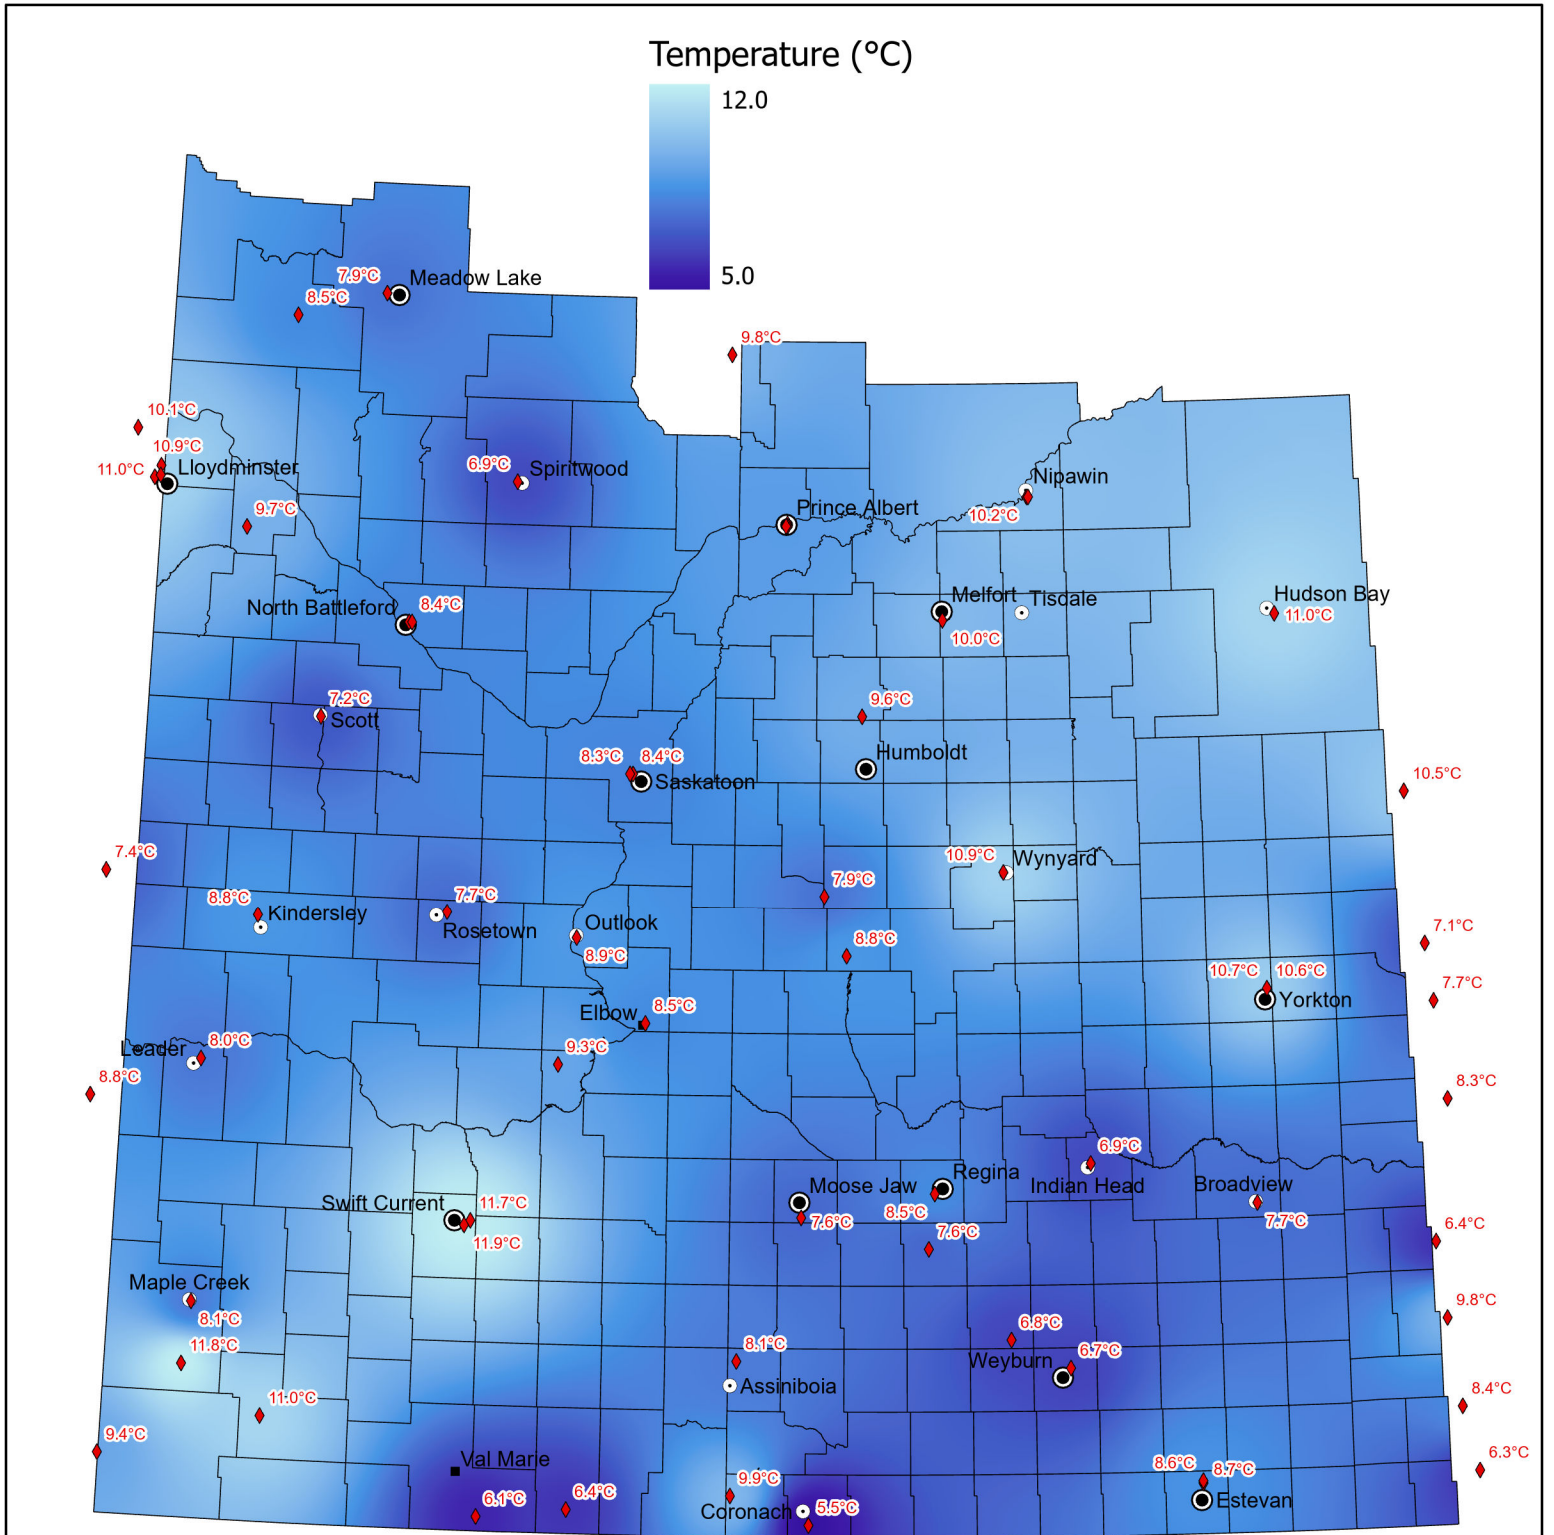 Temperature (°C)
12.0
5.0
7.9°C
Meadow Lake
8.5°C
9.8°C
10.1°C
10.9°C
11.0°C
Lloydminster
6.9°C
Spiritwood
Nipawin
10.2°C
9.7°C
Prince Albert
Hudson Bay
11.0°C
Melfort
Tisdale
North Battleford
8.4°C
10.0°C
7.2°C
Scott
9.6°C
Humboldt
8.3°C
8.4°C
Saskatoon
10.5°C
7.4°C
10.9°C
Wynyard
7.9°C
8.8°C
Kindersley
7.7°C
Rosetown
Outlook
8.9°C
8.8°C
7.1°C
10.7°C
10.6°C
Yorkton
7.7°C
Elbow
8.5°C
Leader
8.0°C
9.3°C
8.8°C
8.3°C
6.9°C
Indian Head
Regina
8.5°C
Moose Jaw
7.6°C
Broadview
7.7°C
Swift Current
11.7°C
11.9°C
7.6°C
6.4°C
Maple Creek
8.1°C
9.8°C
11.8°C
6.8°C
Weyburn
6.7°C
8.1°C
Assiniboia
11.0°C
8.4°C
9.4°C
Val Marie
6.1°C
6.4°C
9.9°C
Coronach
5.5°C
8.6°C
8.7°C
Estevan
6.3°C